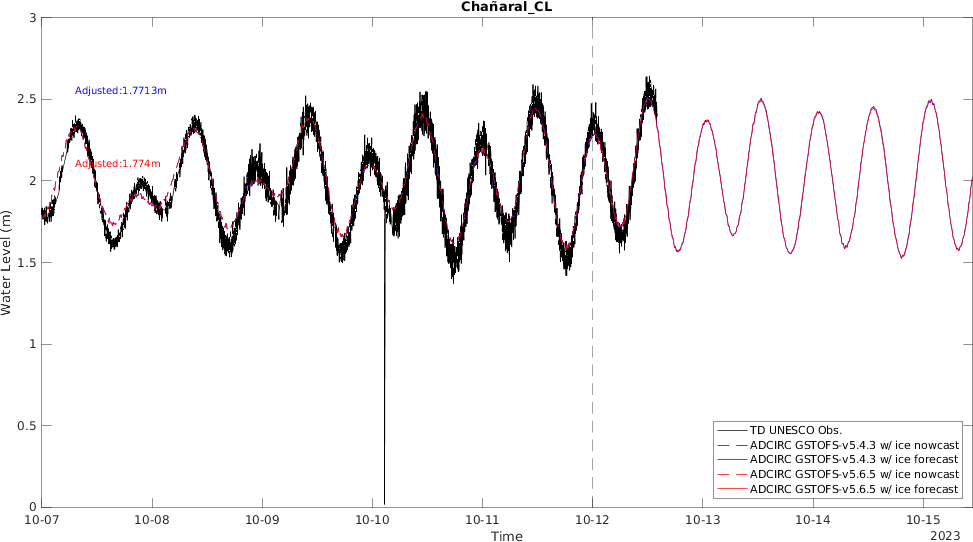 Chañaral_CL
3
2.5
2
1.5
1
0.5
0
Water Level (m)
Adjusted:1.7713m
Adjusted:1.774m
TD UNESCO Obs.
ADCIRC GSTOFS-v5.4.3 w/ ice nowcast
ADCIRC GSTOFS-v5.4.3 w/ ice forecast
ADCIRC GSTOFS-v5.6.5 w/ ice nowcast
ADCIRC GSTOFS-v5.6.5 w/ ice forecast
10-07 10-08 10-09 10-10 10-11 10-12 10-13 10-14 10-15
Time
2023